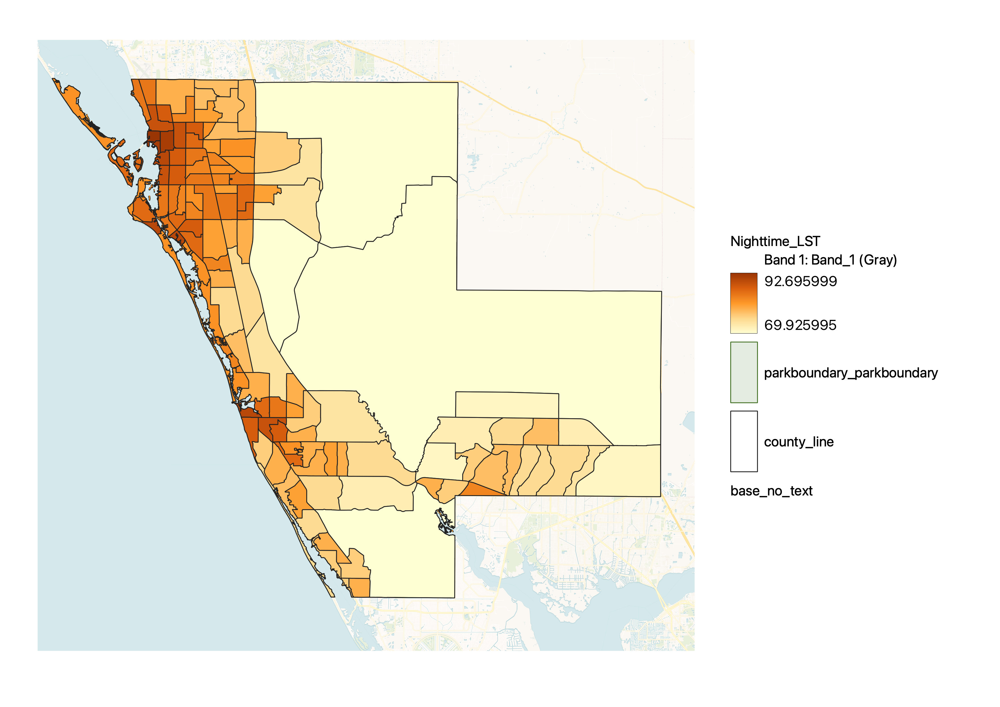 Nighttime_LST
Band 1: Band_1 (Gray)
92.695999
69.925995
parkboundary_parkboundary
county_line
base_no_text